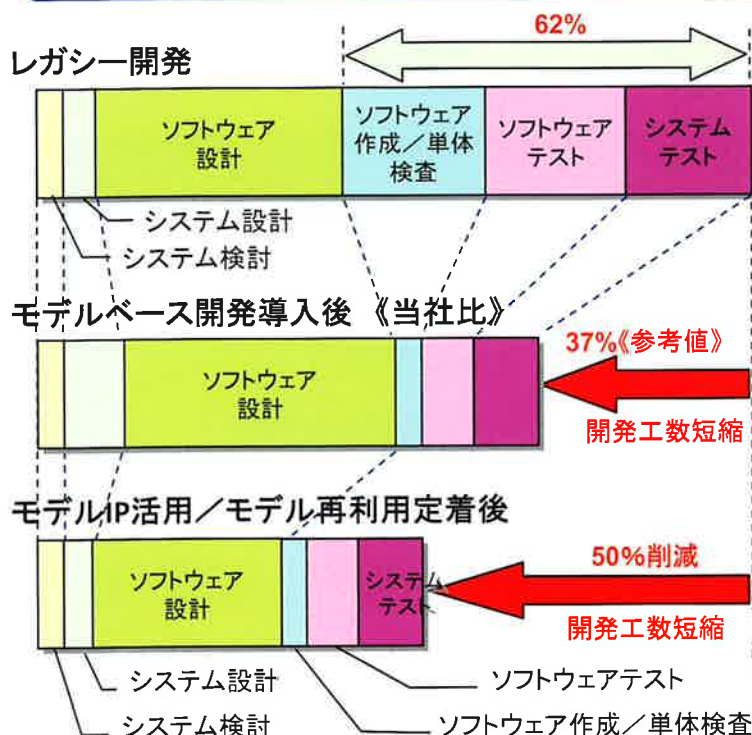 62%
レガシー開発
ソフトウェア
設計
ソフトウェア
作成／単体
検査
ソフトウェア
テスト
システム
テスト
システム設計
システム検討
モデルベース開発導入後 《当社比》
37%《参考値》
ソフトウェア
設計
開発工数短縮
モデルIP活用／モデル再利用定着後
50%削減
ソフトウェア
設計
システム
テスト
開発工数短縮
システム設計
ソフトウェアテスト
システム検討
ソフトウェア作成／単体検査